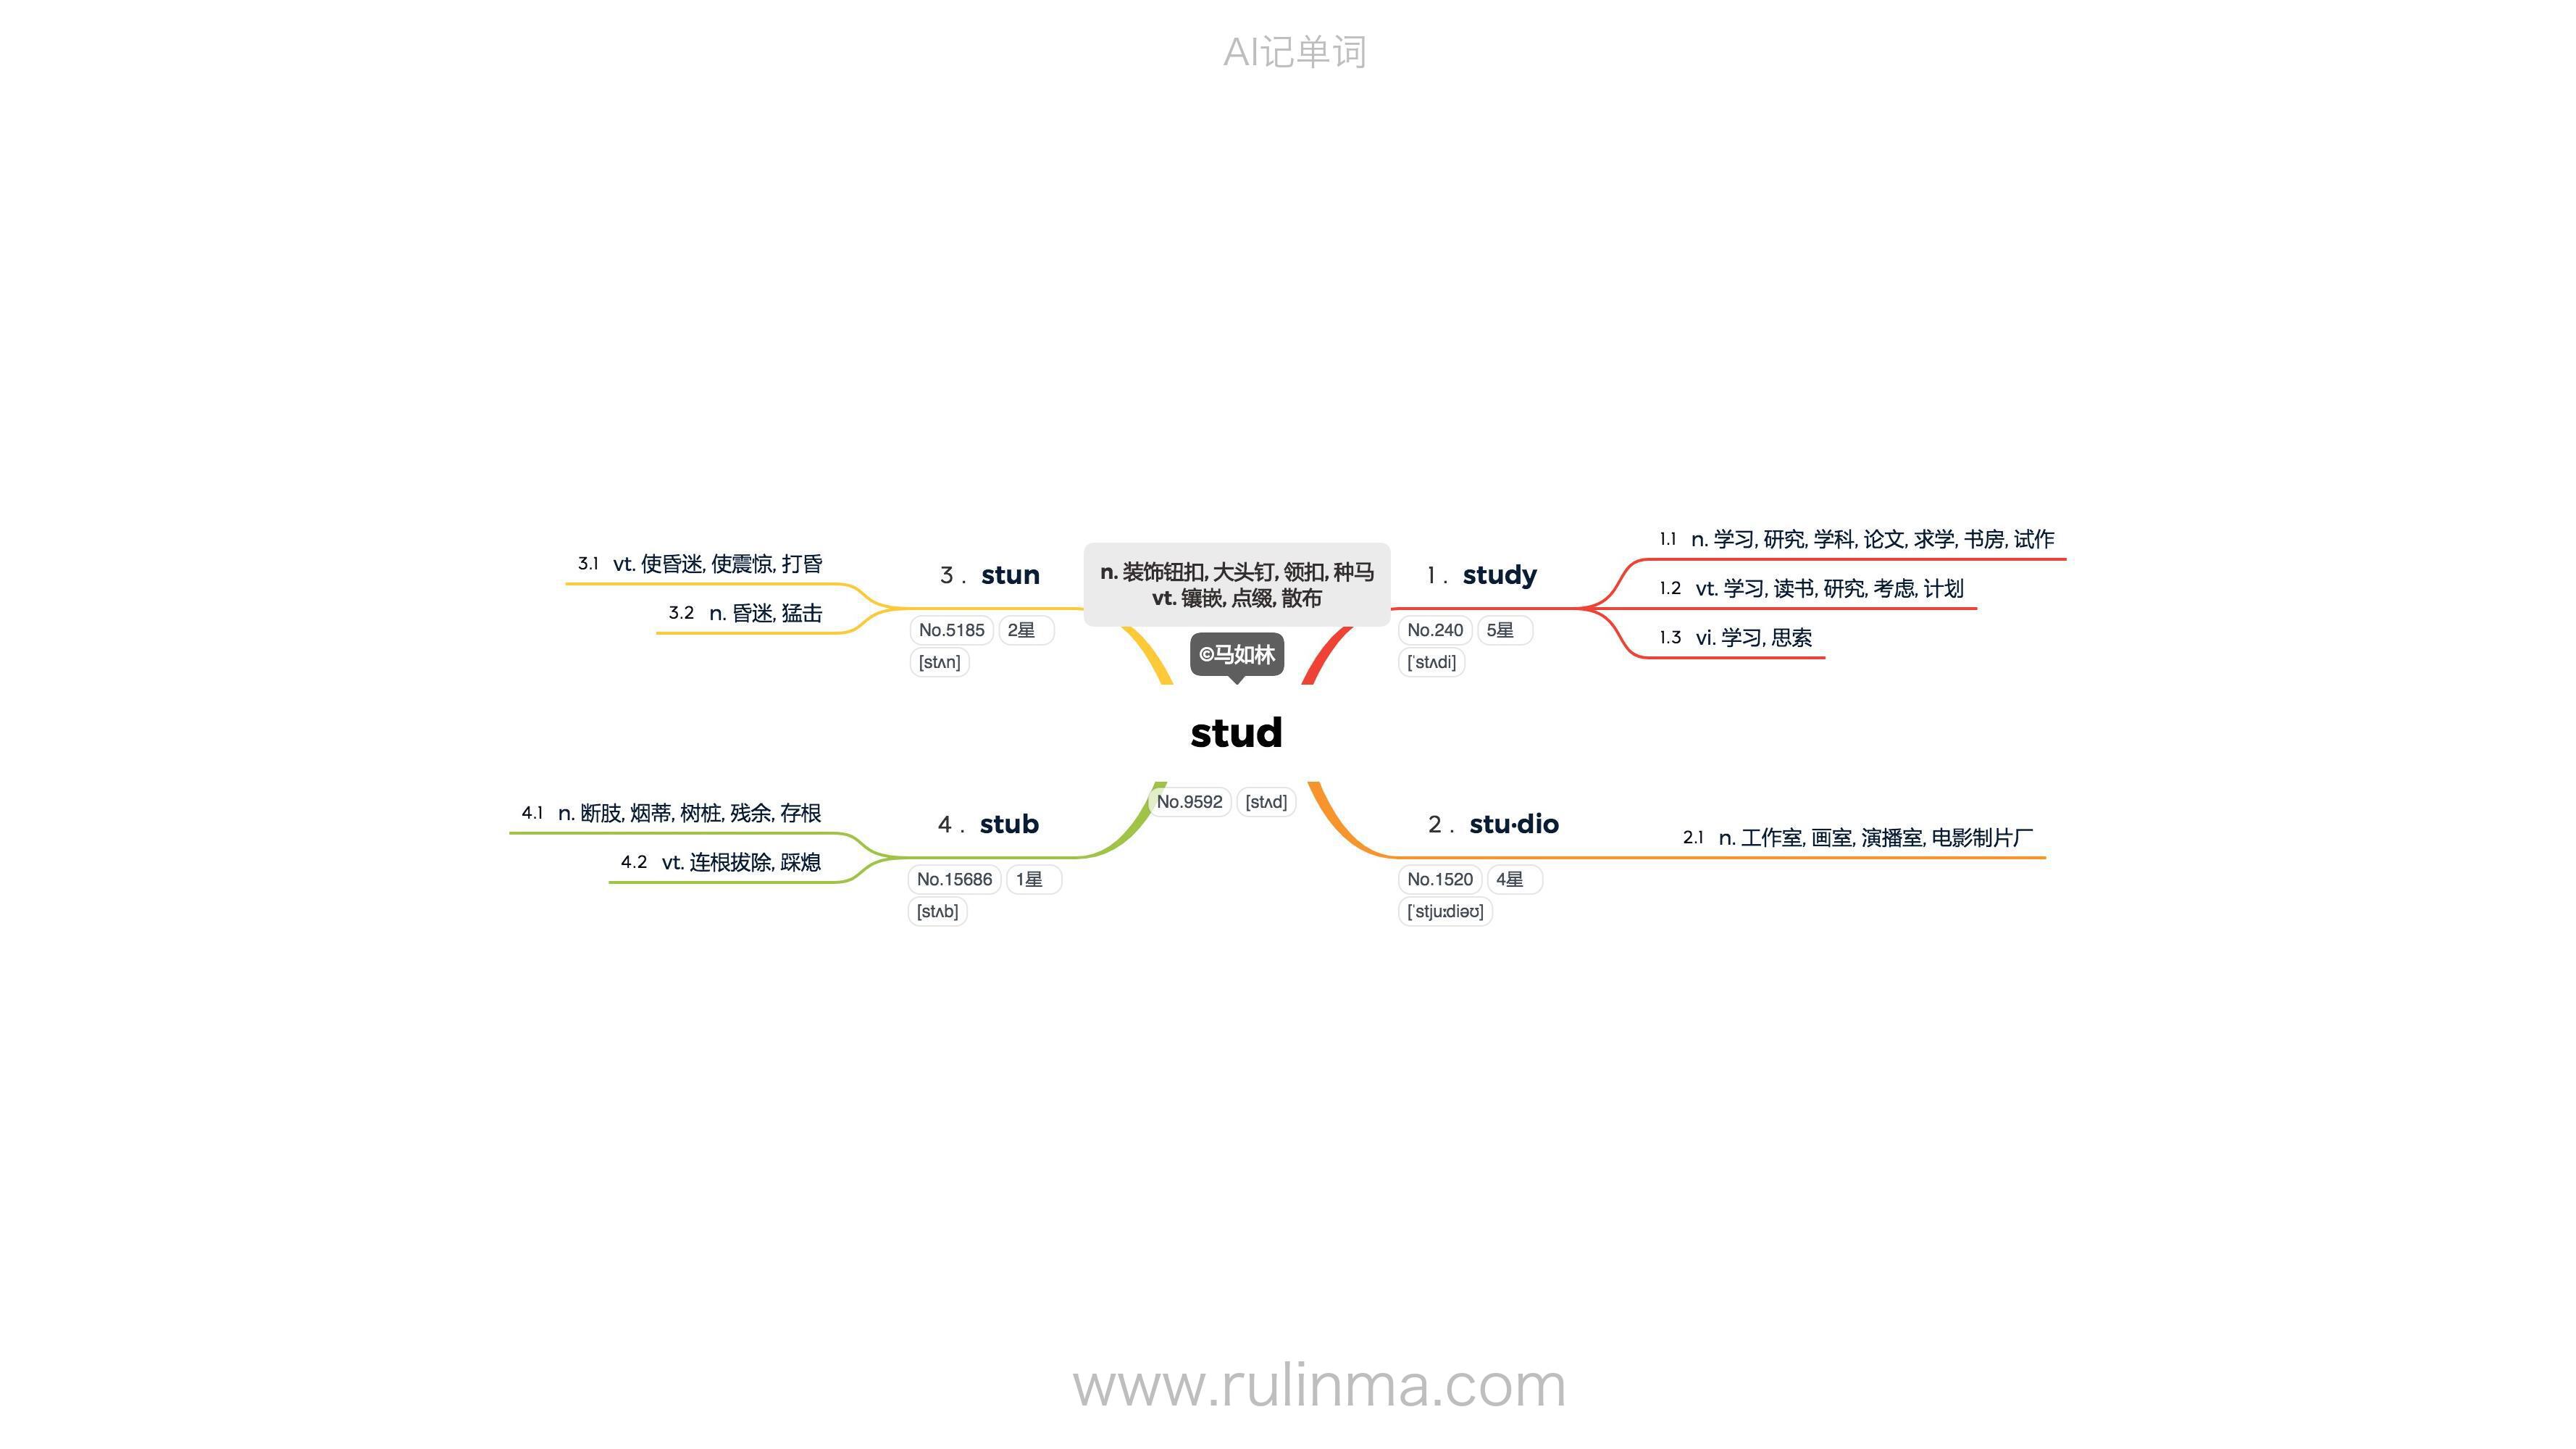 AI记单词
n. 装饰钮扣, 大头钉, 领扣, 种马
vt. 镶嵌, 点缀, 散布
©马如林
stud
No.9592 [stʌd]
1. study
No.240 5星
[ˈstʌdi]
1.1 n. 学习, 研究, 学科, 论文, 求学, 书房, 试作
1.2 vt. 学习, 读书, 研究, 考虑, 计划
1.3 vi. 学习, 思索
2. stu·dio
No.1520 4星
[ˈstjuːdiəʊ]
2.1 n. 工作室, 画室, 演播室, 电影制片厂
3. stun
No.5185 2星
[stʌn]
3.1 vt. 使昏迷, 使震惊, 打昏
3.2 n. 昏迷, 猛击
4. stub
No.15686 1星
[stʌb]
4.1 n. 断肢, 烟蒂, 树桩, 残余, 存根
4.2 vt. 连根拔除, 踩熄
www.rulinma.com